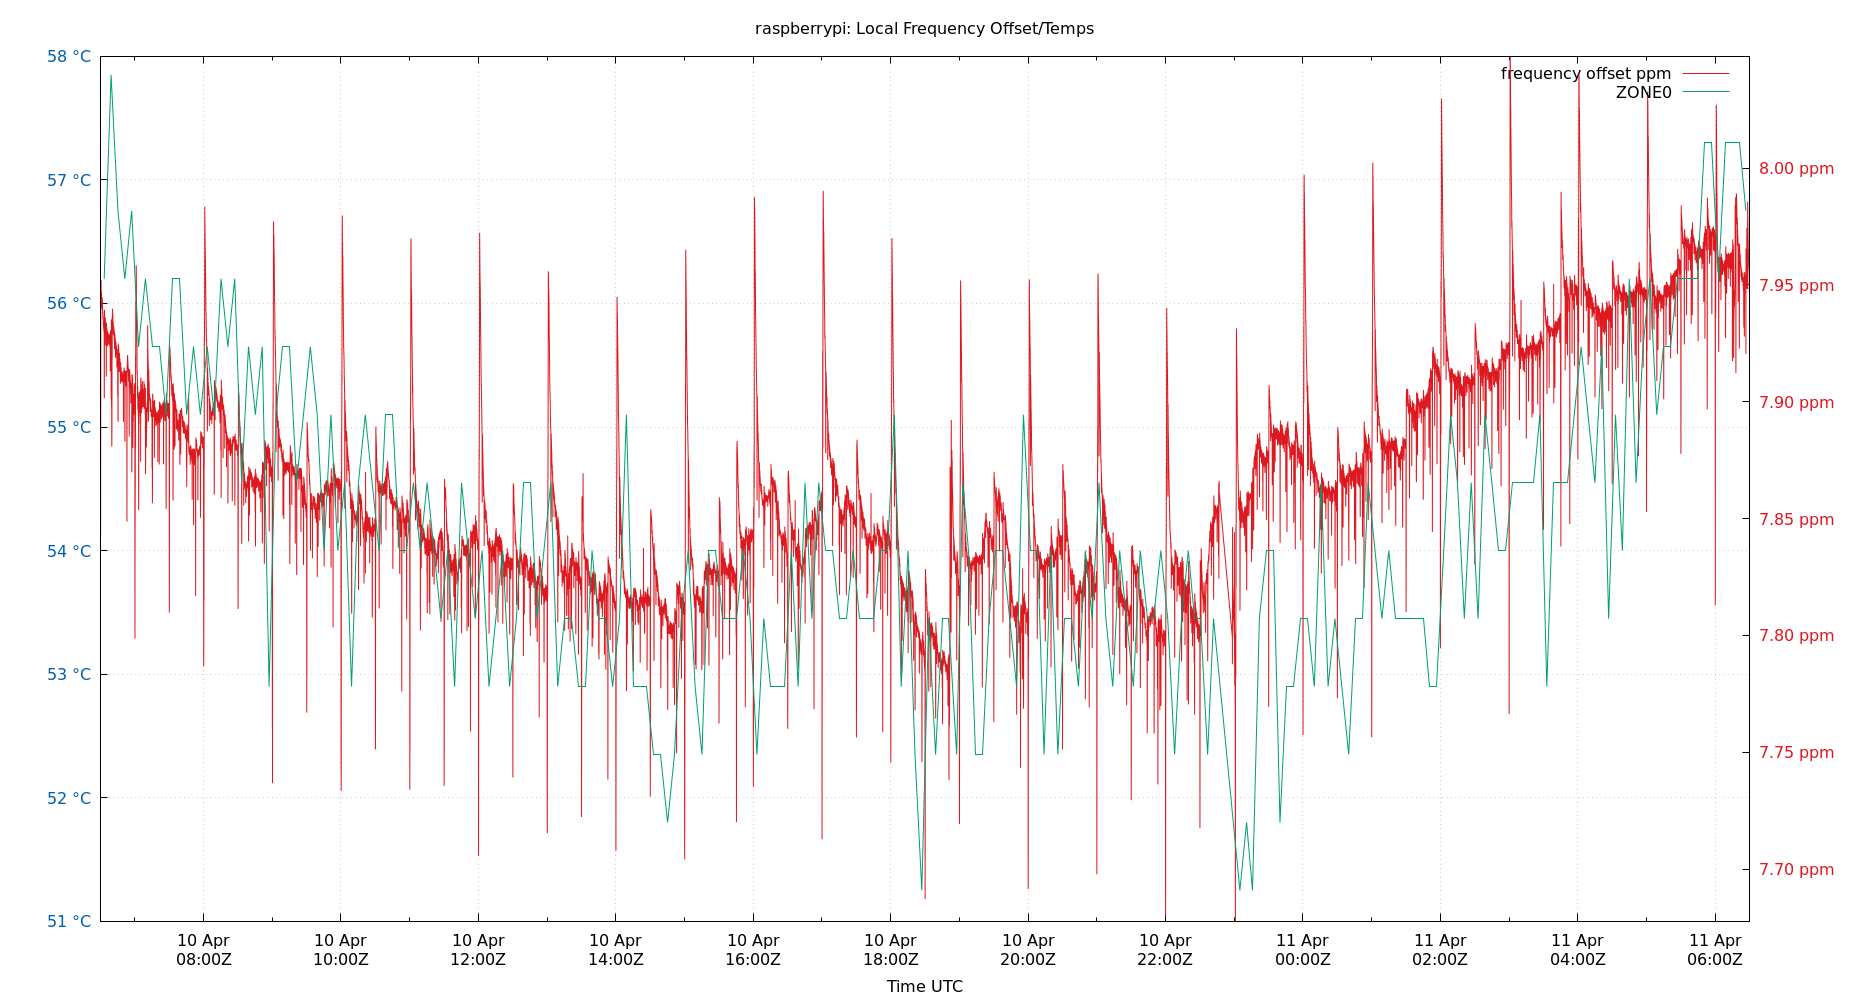 raspberrypi: Local Frequency Offset/Temps
58 °C
57 °C
56 °C
55 °C
54 °C
53 °C
52 °C
51 °C
frequency offset ppm
ZONE0
8.00 ppm
7.95 ppm
7.90 ppm
7.85 ppm
7.80 ppm
7.75 ppm
7.70 ppm
10 Apr 10 Apr 10 Apr 10 Apr 10 Apr 10 Apr 10 Apr 10 Apr 11 Apr 11 Apr 11 Apr 11 Apr
08:00Z 10:00Z 12:00Z 14:00Z 16:00Z 18:00Z 20:00Z 22:00Z 00:00Z 02:00Z 04:00Z 06:00Z
Time UTC